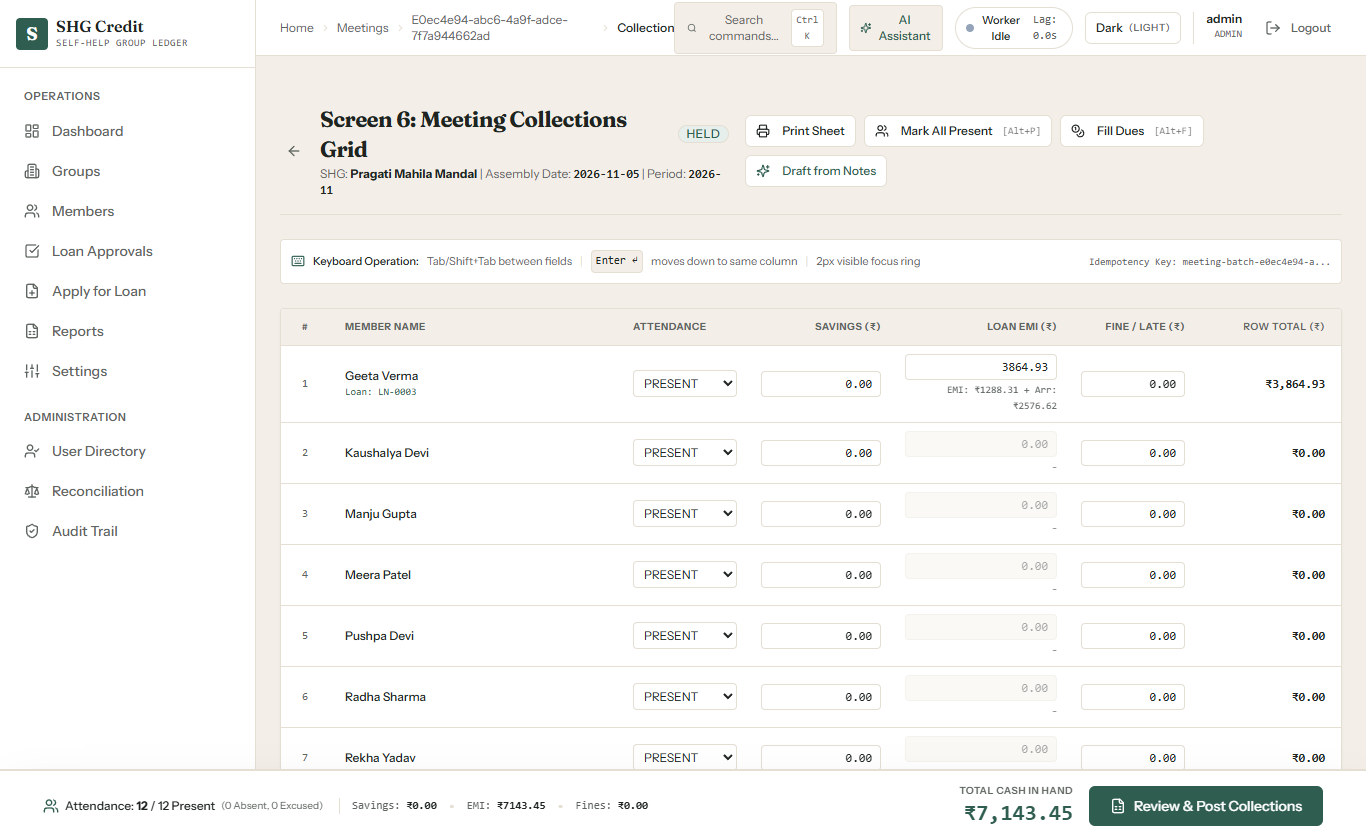 S
SHG Credit
SELF-HELP GROUP LEDGER
OPERATIONS
Dashboard
Groups
Members
Loan Approvals
Apply for Loan
Reports
Settings
ADMINISTRATION
User Directory
Reconciliation
Audit Trail
Home
Meetings
E0ec4e94-abc6-4a9f-adce-
7f7a944662ad
Collection
Search
commands...
Ctrl
K
AI
Assistant
Worker
Idle
Lag:
0.0s
Dark (LIGHT)
admin
ADMIN
Logout
Screen 6: Meeting Collections
Grid
HELD
SHG: Pragati Mahila Mandal | Assembly Date: 2026-11-05 | Period: 2026-
11
Print Sheet
Mark All Present [Alt+P]
Fill Dues [Alt+F]
Draft from Notes
Keyboard Operation: Tab/Shift+Tab between fields | Enter ↵ moves down to same column | 2px visible focus ring
Idempotency Key: meeting-batch-e0ec4e94-a...
# MEMBER NAME ATTENDANCE SAVINGS (₹) LOAN EMI (₹) FINE / LATE (₹) ROW TOTAL (₹)
1 Geeta Verma PRESENT 0.00 3864.93 0.00 ₹3,864.93
Loan: LN-0003
EMI: ₹1288.31 + Arr:
₹2576.62
2 Kaushalya Devi PRESENT 0.00 0.00 0.00 ₹0.00
–
3 Manju Gupta PRESENT 0.00 0.00 0.00 ₹0.00
–
4 Meera Patel PRESENT 0.00 0.00 0.00 ₹0.00
–
5 Pushpa Devi PRESENT 0.00 0.00 0.00 ₹0.00
–
6 Radha Sharma PRESENT 0.00 0.00 0.00 ₹0.00
–
7 Rekha Yadav PRESENT 0.00 0.00 0.00 ₹0.00
Attendance: 12 / 12 Present (0 Absent, 0 Excused)
Savings: ₹0.00 • EMI: ₹7143.45 • Fines: ₹0.00
TOTAL CASH IN HAND
₹7,143.45
Review & Post Collections